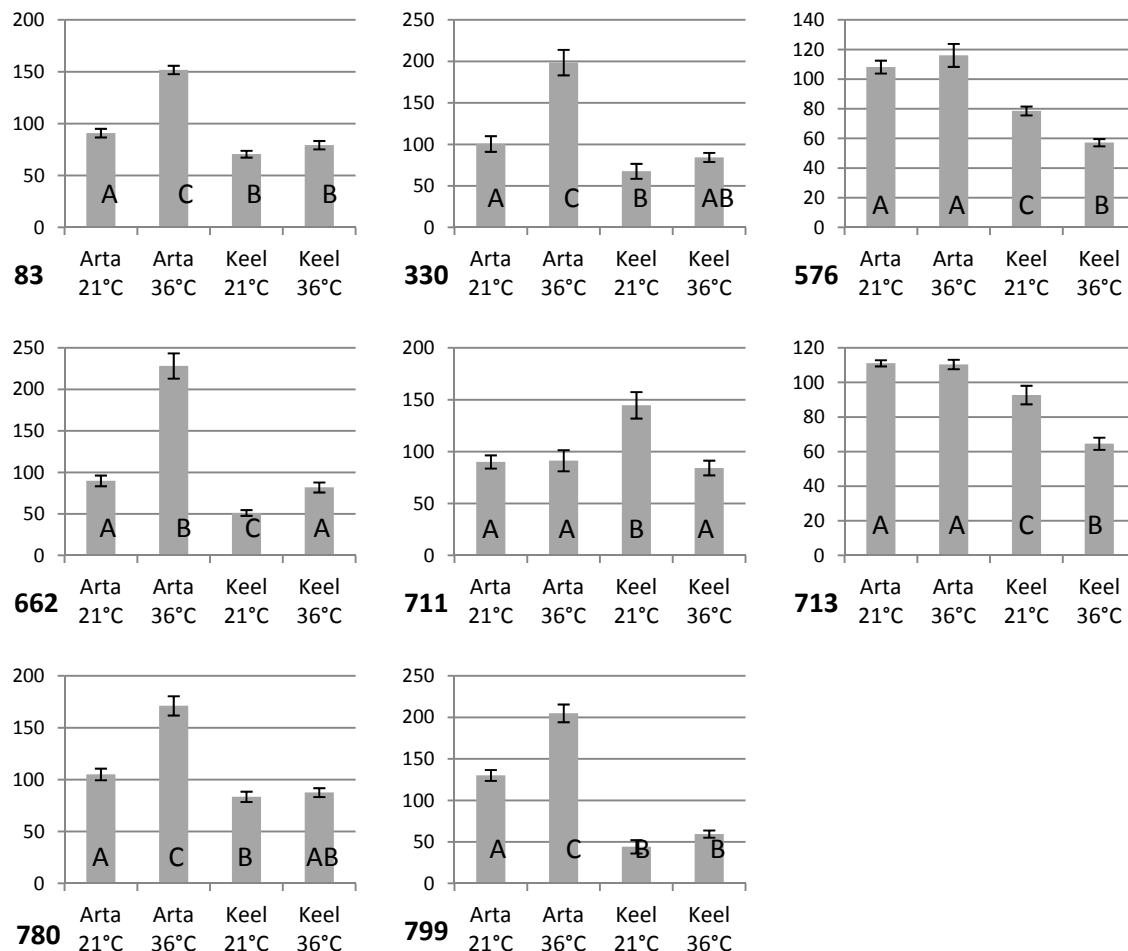 200
150
100
50
0
A C B B
Arta Arta Keel Keel
83 21°C 36°C 21°C 36°C
250
200
150
100
50
0
A C B AB
Arta Arta Keel Keel
330 21°C 36°C 21°C 36°C
140
120
100
80
60
40
20
0
A A C B
Arta Arta Keel Keel
576 21°C 36°C 21°C 36°C
250
200
150
100
50
0
A B C A
Arta Arta Keel Keel
662 21°C 36°C 21°C 36°C
200
150
100
50
0
A A B A
Arta Arta Keel Keel
711 21°C 36°C 21°C 36°C
120
100
80
60
40
20
0
A A C B
Arta Arta Keel Keel
713 21°C 36°C 21°C 36°C
200
150
100
50
0
A C B AB
Arta Arta Keel Keel
780 21°C 36°C 21°C 36°C
250
200
150
100
50
0
A C B B
Arta Arta Keel Keel
799 21°C 36°C 21°C 36°C